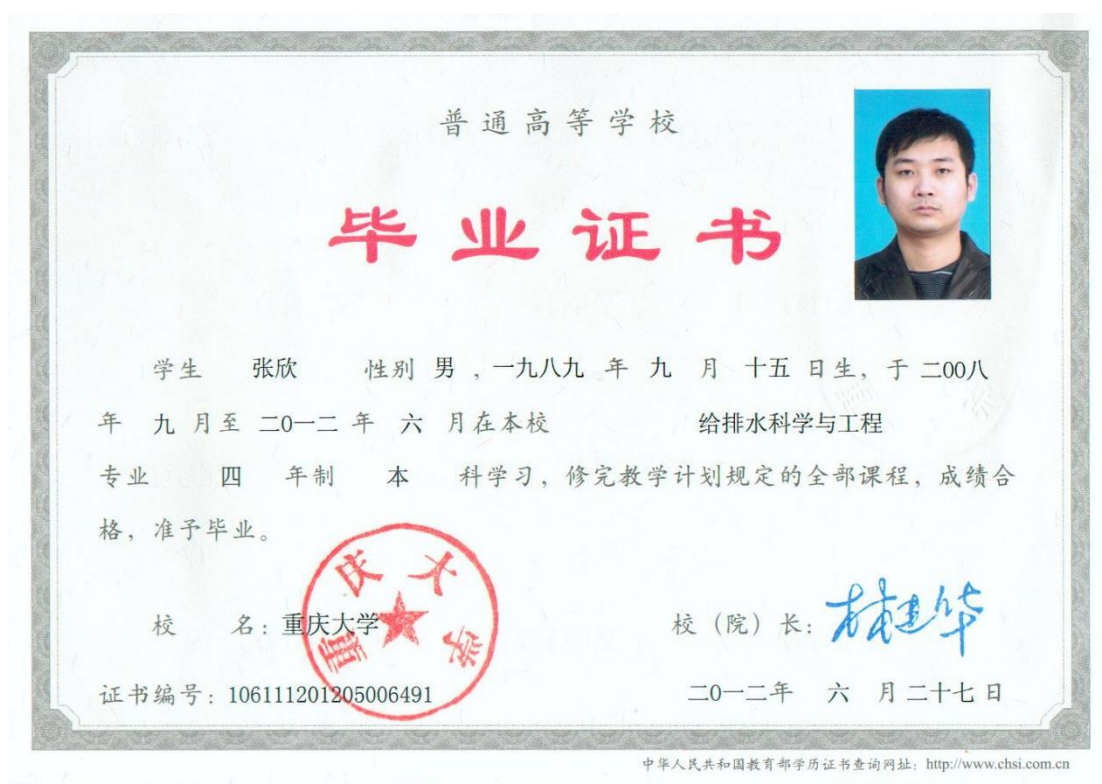 普通高等学校
毕业证书
学生 张欣 性别 男 ，一九八九 年 九 月 十五 日生，于 二00八
年 九 月至 二0一二 年 六 月在本校 给排水科学与工程
专业 四 年制 本 科学习，修完教学计划规定的全部课程，成绩合
格，准予毕业。
重庆大学
校 名：重庆大学 校（院）长：林建华
证书编号：106111201205006491 二0一二年 六 月 二十七 日
中华人民共和国教育部学历证书查询网址：http://www.chsi.com.cn